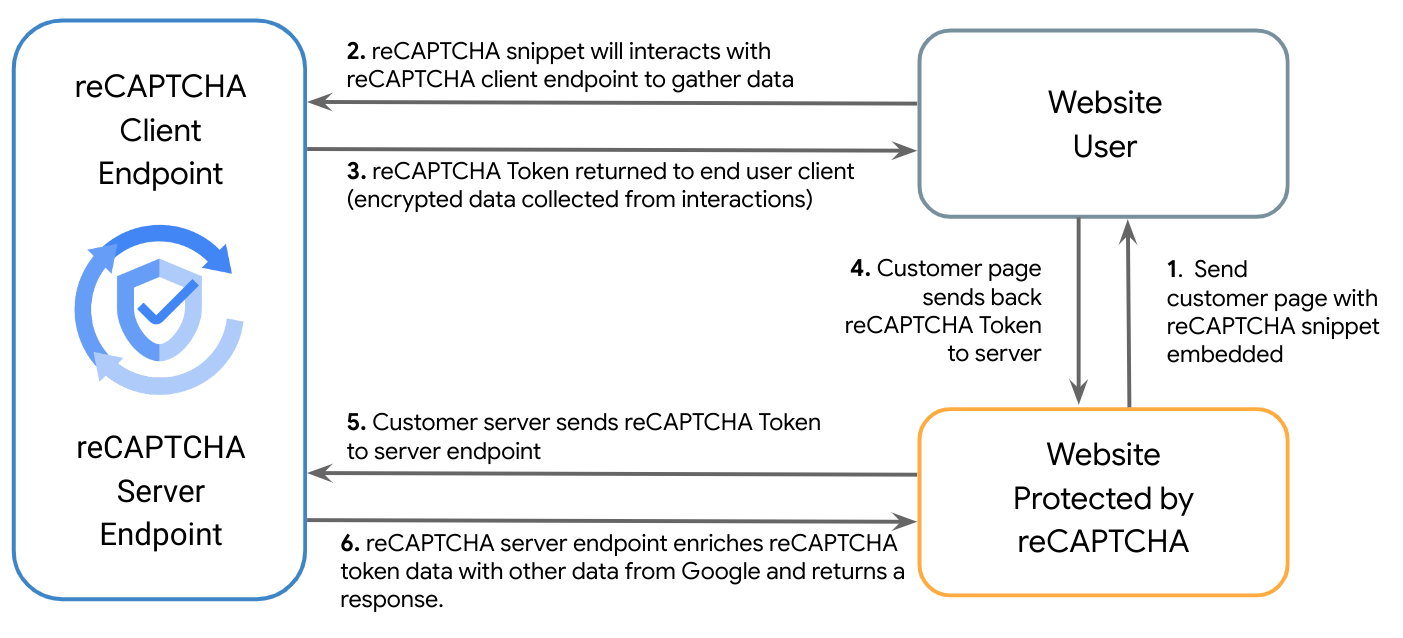 reCAPTCHA
Client
Endpoint
reCAPTCHA
Server
Endpoint
2. reCAPTCHA snippet will interacts with
reCAPTCHA client endpoint to gather data
3. reCAPTCHA Token returned to end user client
(encrypted data collected from interactions)
Website
User
4. Customer page
sends back
reCAPTCHA Token
to server
1. Send
customer page with
reCAPTCHA snippet
embedded
5. Customer server sends reCAPTCHA Token
to server endpoint
6. reCAPTCHA server endpoint enriches reCAPTCHA
token data with other data from Google and returns a
response.
Website
Protected by
reCAPTCHA